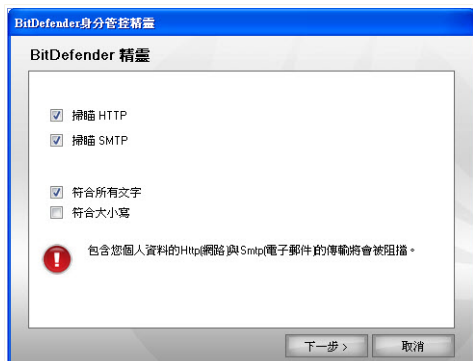 BitDefender身分管控精靈
BitDefender 精靈
掃瞄 HTTP
掃瞄 SMTP
符合所有文字
符合大小寫
包含您個人資料的Http(網路)與Smtp(電子郵件)的傳輸將會被阻擋。
下一步 >
取消